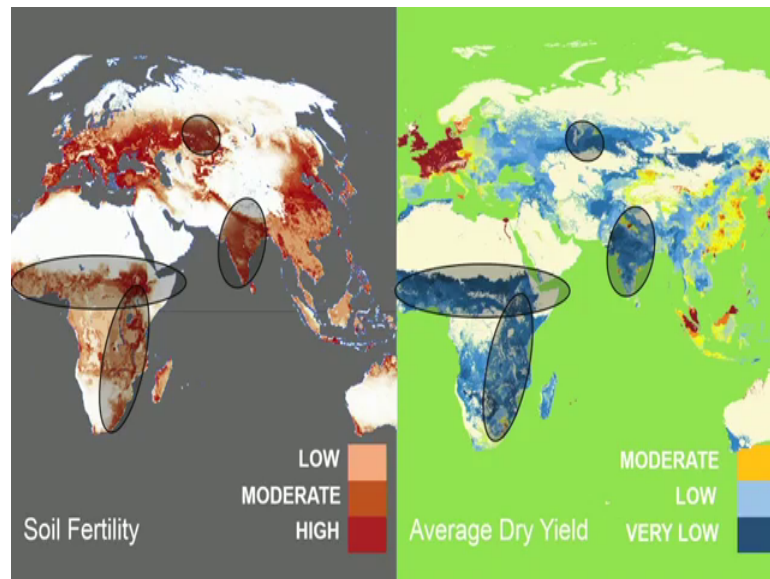 LOW
MODERATE
HIGH
Soil Fertility
MODERATE
LOW
VERY LOW
Average Dry Yield